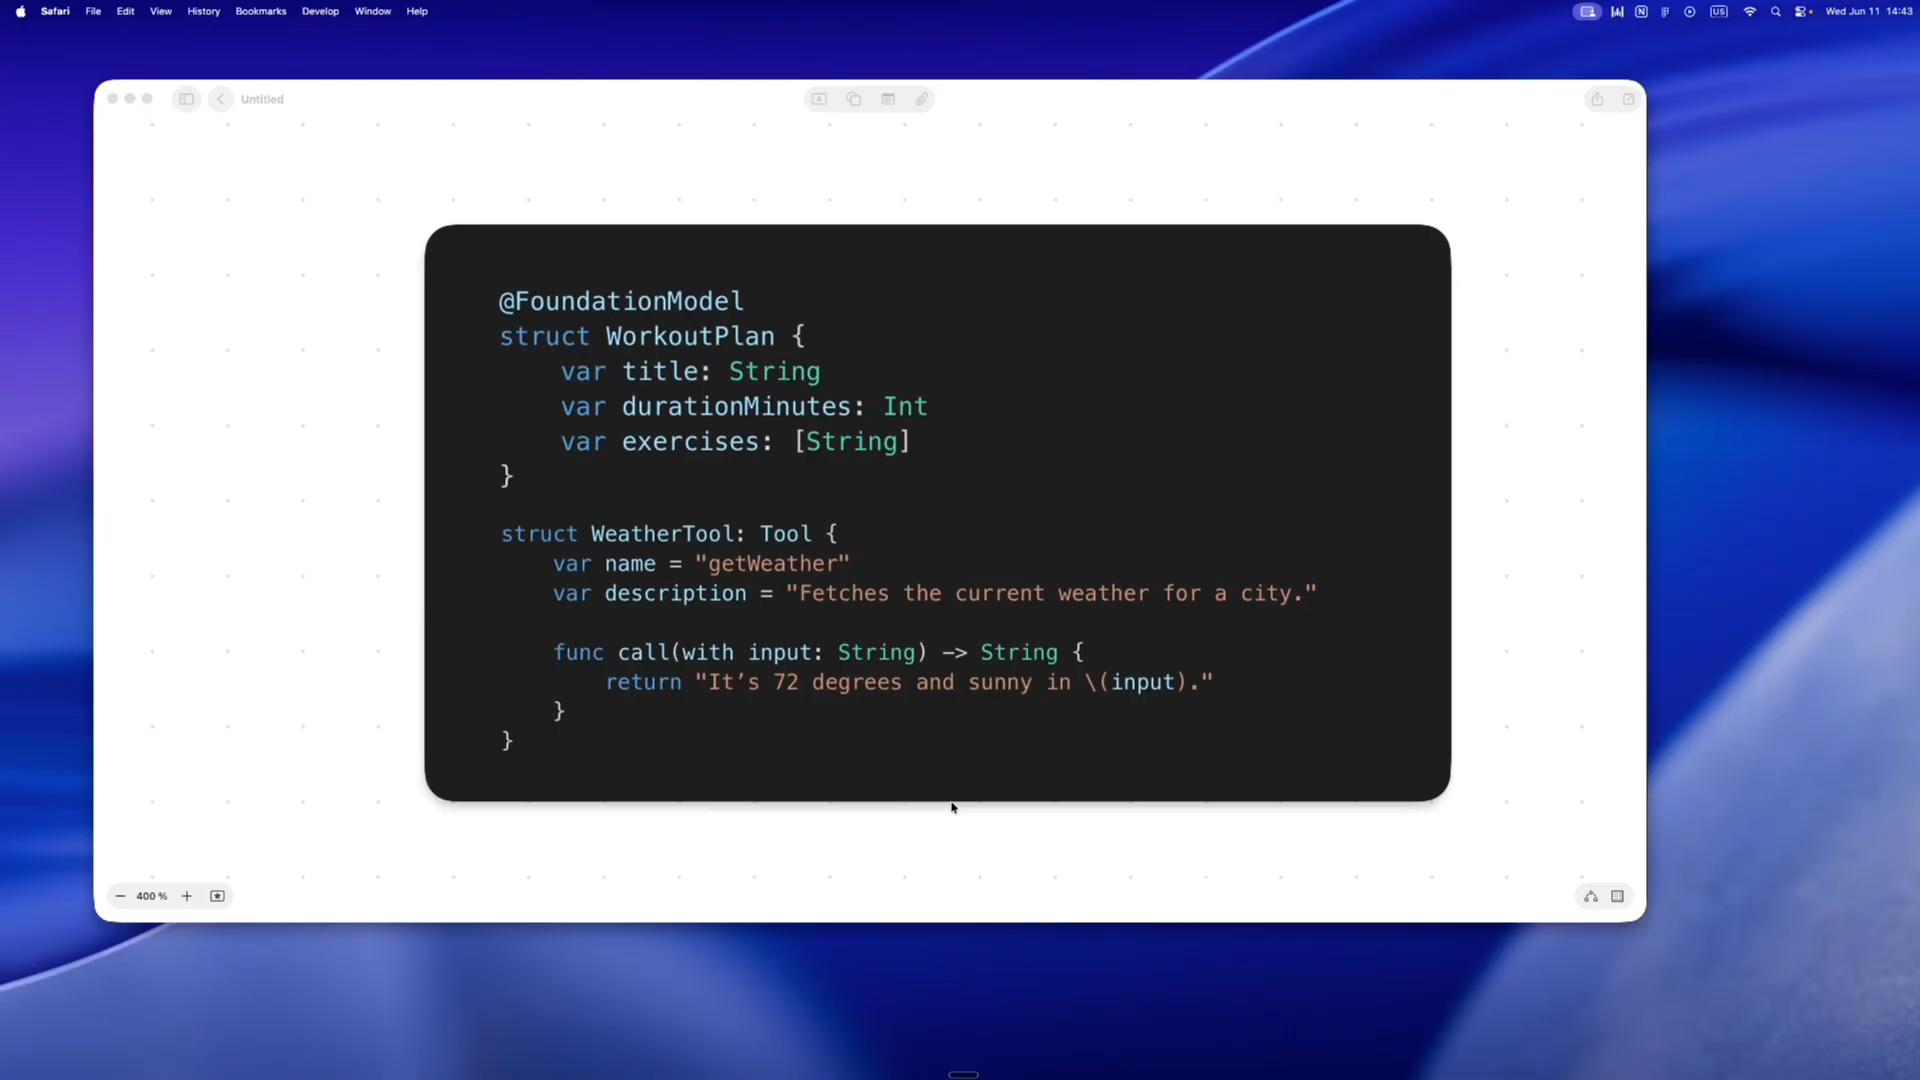 Safari File Edit View History Bookmarks Develop Window Help
US Wed Jun 11 14:43
Untitled
@FoundationModel
struct WorkoutPlan {
    var title: String
    var durationMinutes: Int
    var exercises: [String]
}
struct WeatherTool: Tool {
    var name = "getWeather"
    var description = "Fetches the current weather for a city."
    func call(with input: String) -> String {
        return "It’s 72 degrees and sunny in \(input)."
    }
}
400 %